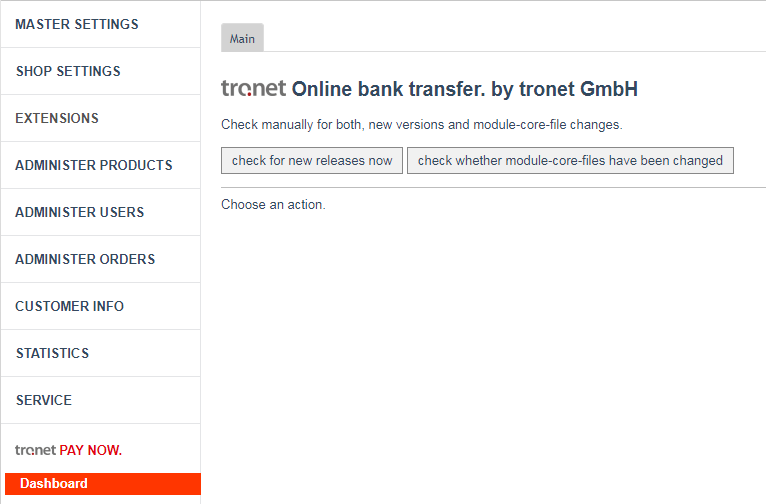 MASTER SETTINGS
SHOP SETTINGS
EXTENSIONS
ADMINISTER PRODUCTS
ADMINISTER USERS
ADMINISTER ORDERS
CUSTOMER INFO
STATISTICS
SERVICE
tronet PAY NOW.
Dashboard
Main
tronet Online bank transfer. by tronet GmbH
Check manually for both, new versions and module-core-file changes.
check for new releases now check whether module-core-files have been changed
Choose an action.